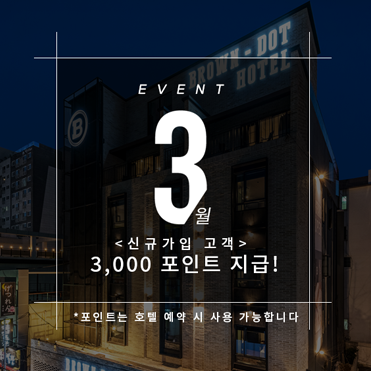 BROWN-DOT
HOTEL
B
EVENT
3
월
<신규가입 고객>
3,000 포인트 지급!
*포인트는 호텔 예약 시 사용 가능합니다